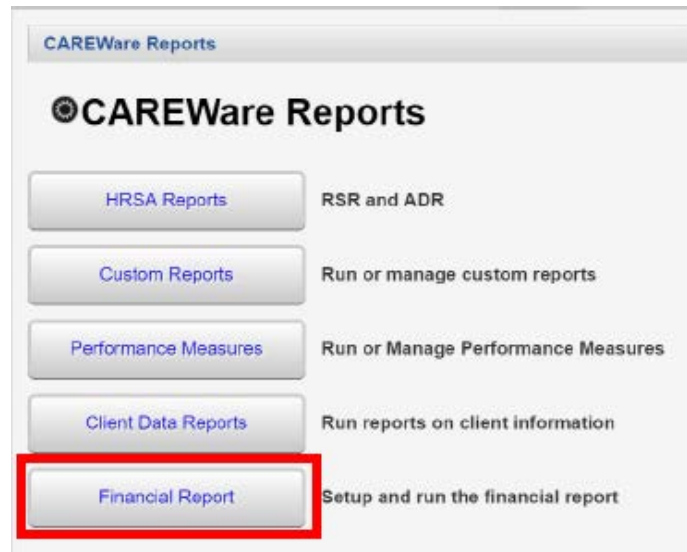 CAREWare Reports
CAREWare Reports
HRSA Reports RSR and ADR
Custom Reports Run or manage custom reports
Performance Measures Run or Manage Performance Measures
Client Data Reports Run reports on client information
Financial Report Setup and run the financial report